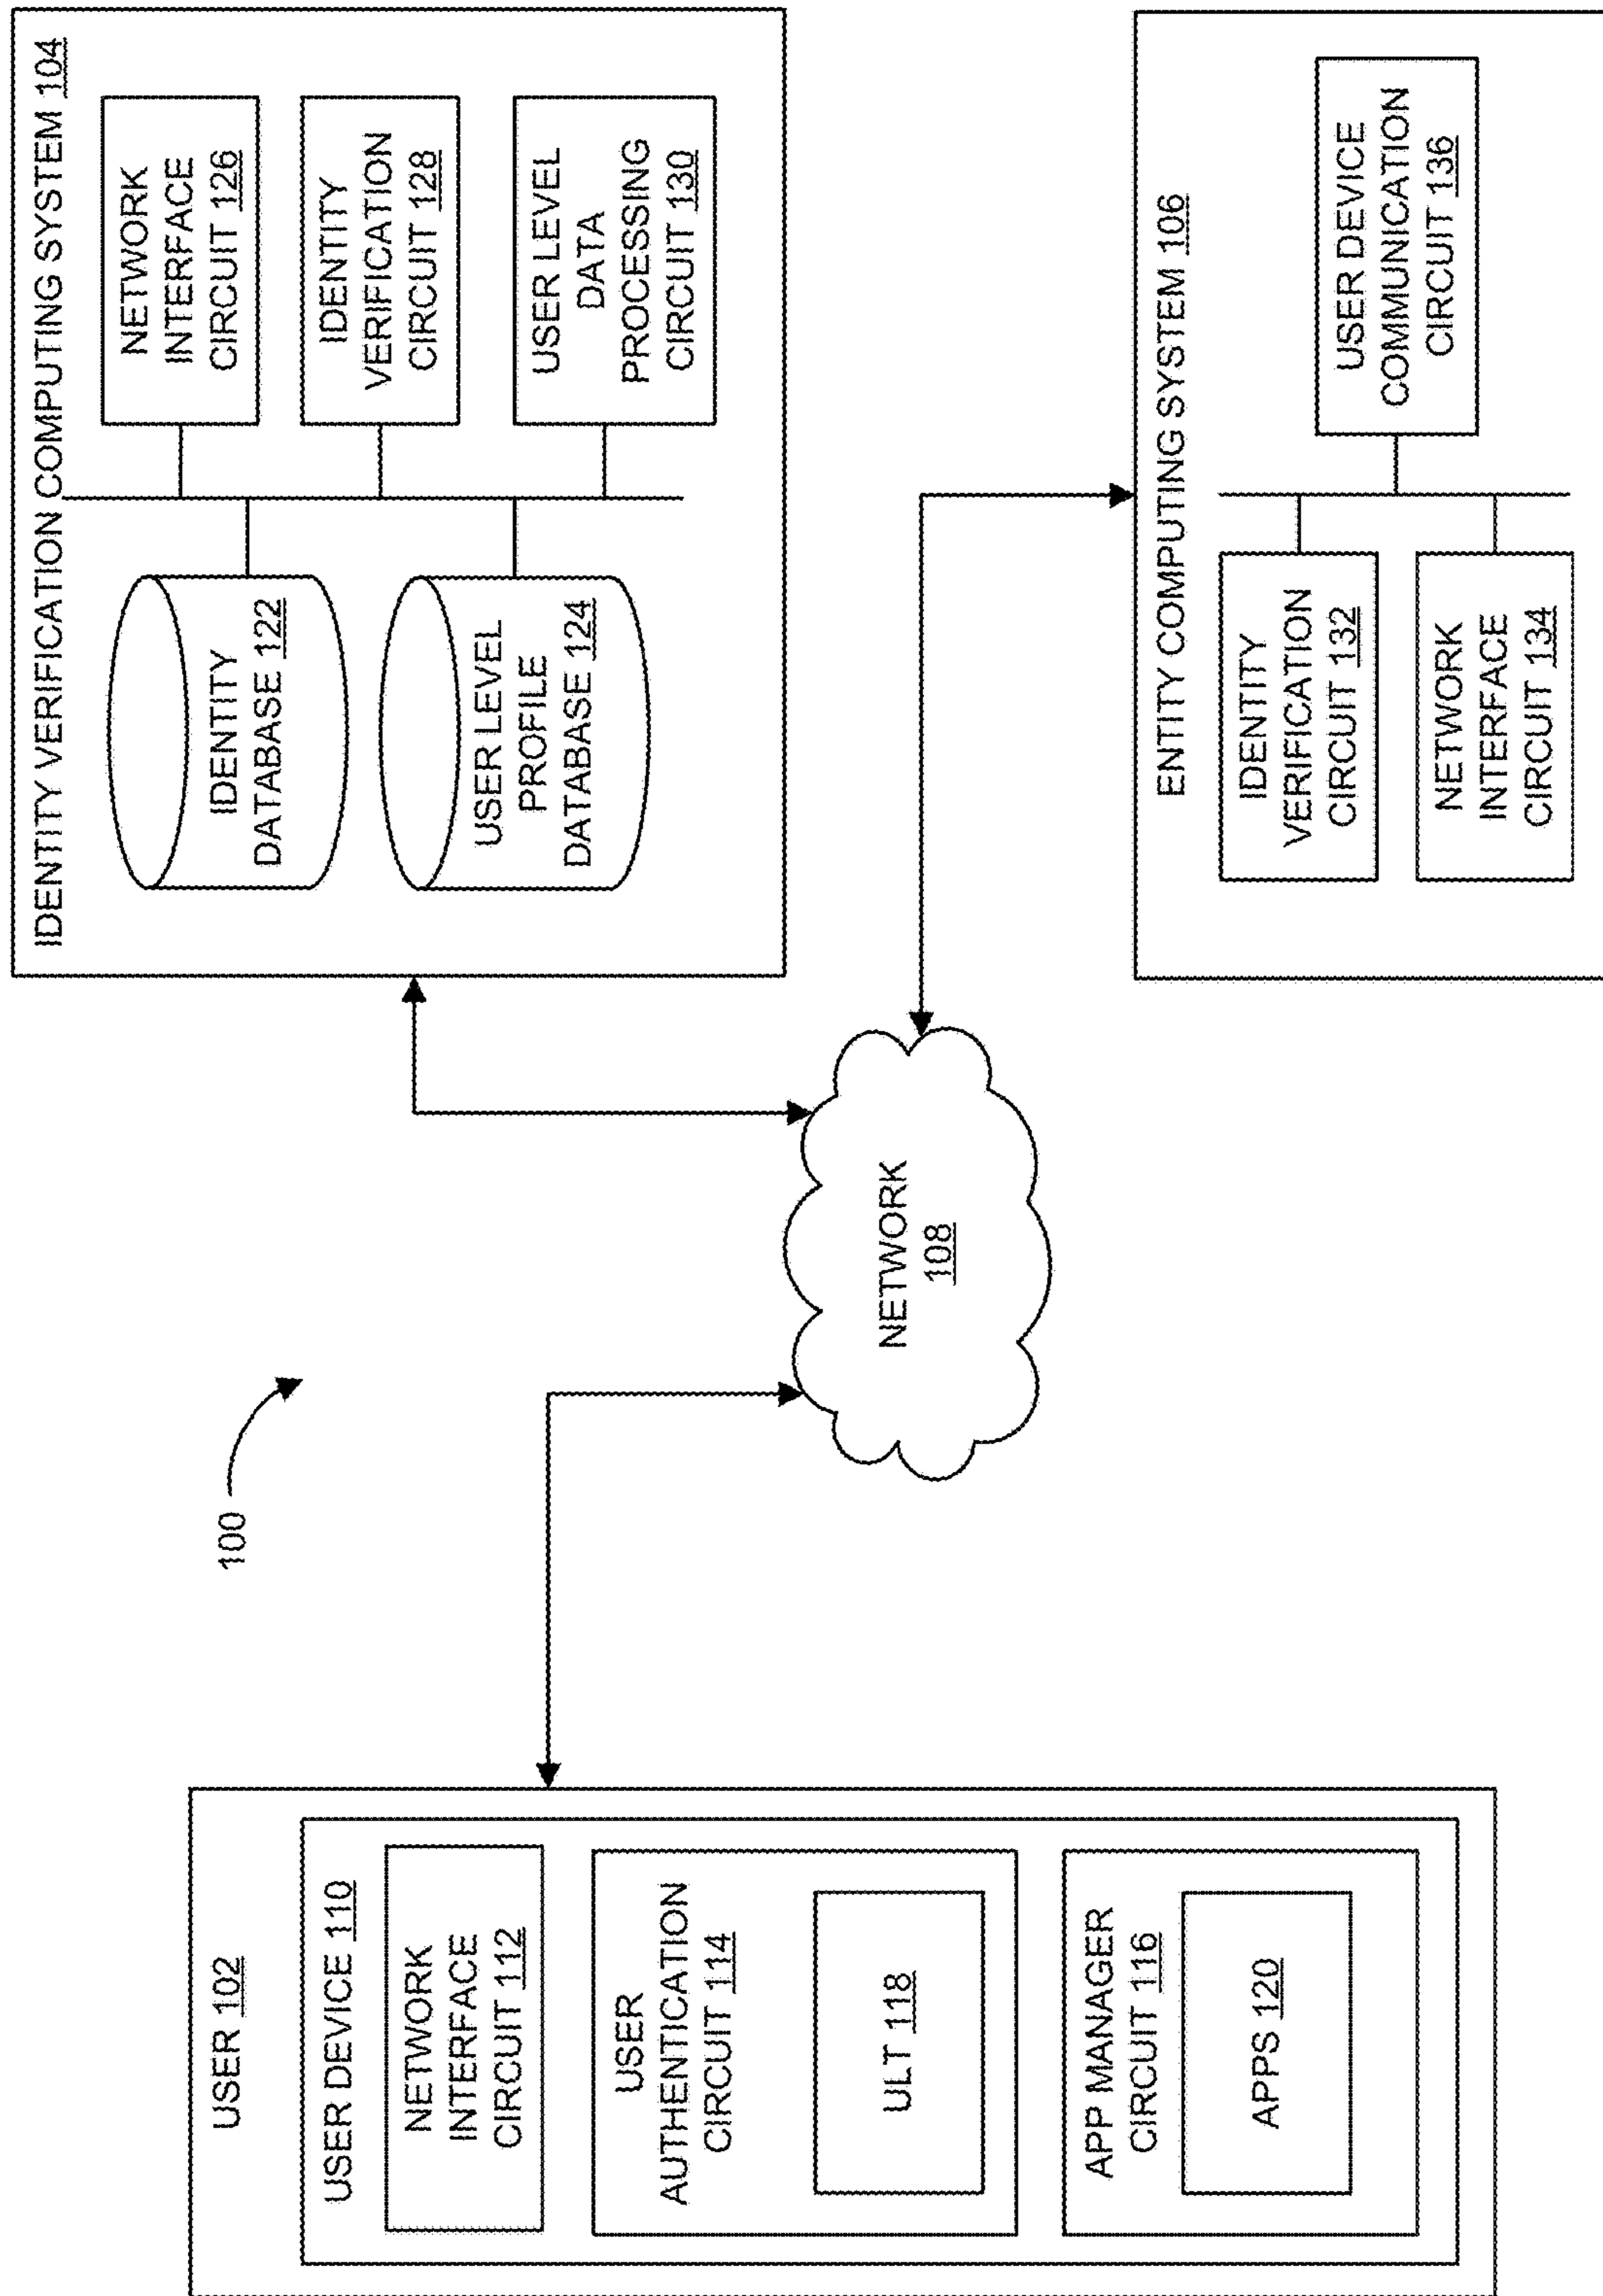 100
USER 102
USER DEVICE 110
NETWORK
INTERFACE
CIRCUIT 112
USER
AUTHENTICATION
CIRCUIT 114
ULT 118
APP MANAGER
CIRCUIT 116
APPS 120
NETWORK
108
IDENTITY VERIFICATION COMPUTING SYSTEM 104
IDENTITY
DATABASE 122
USER LEVEL
PROFILE
DATABASE 124
NETWORK
INTERFACE
CIRCUIT 126
IDENTITY
VERIFICATION
CIRCUIT 128
USER LEVEL
DATA
PROCESSING
CIRCUIT 130
ENTITY COMPUTING SYSTEM 106
IDENTITY
VERIFICATION
CIRCUIT 132
NETWORK
INTERFACE
CIRCUIT 134
USER DEVICE
COMMUNICATION
CIRCUIT 136